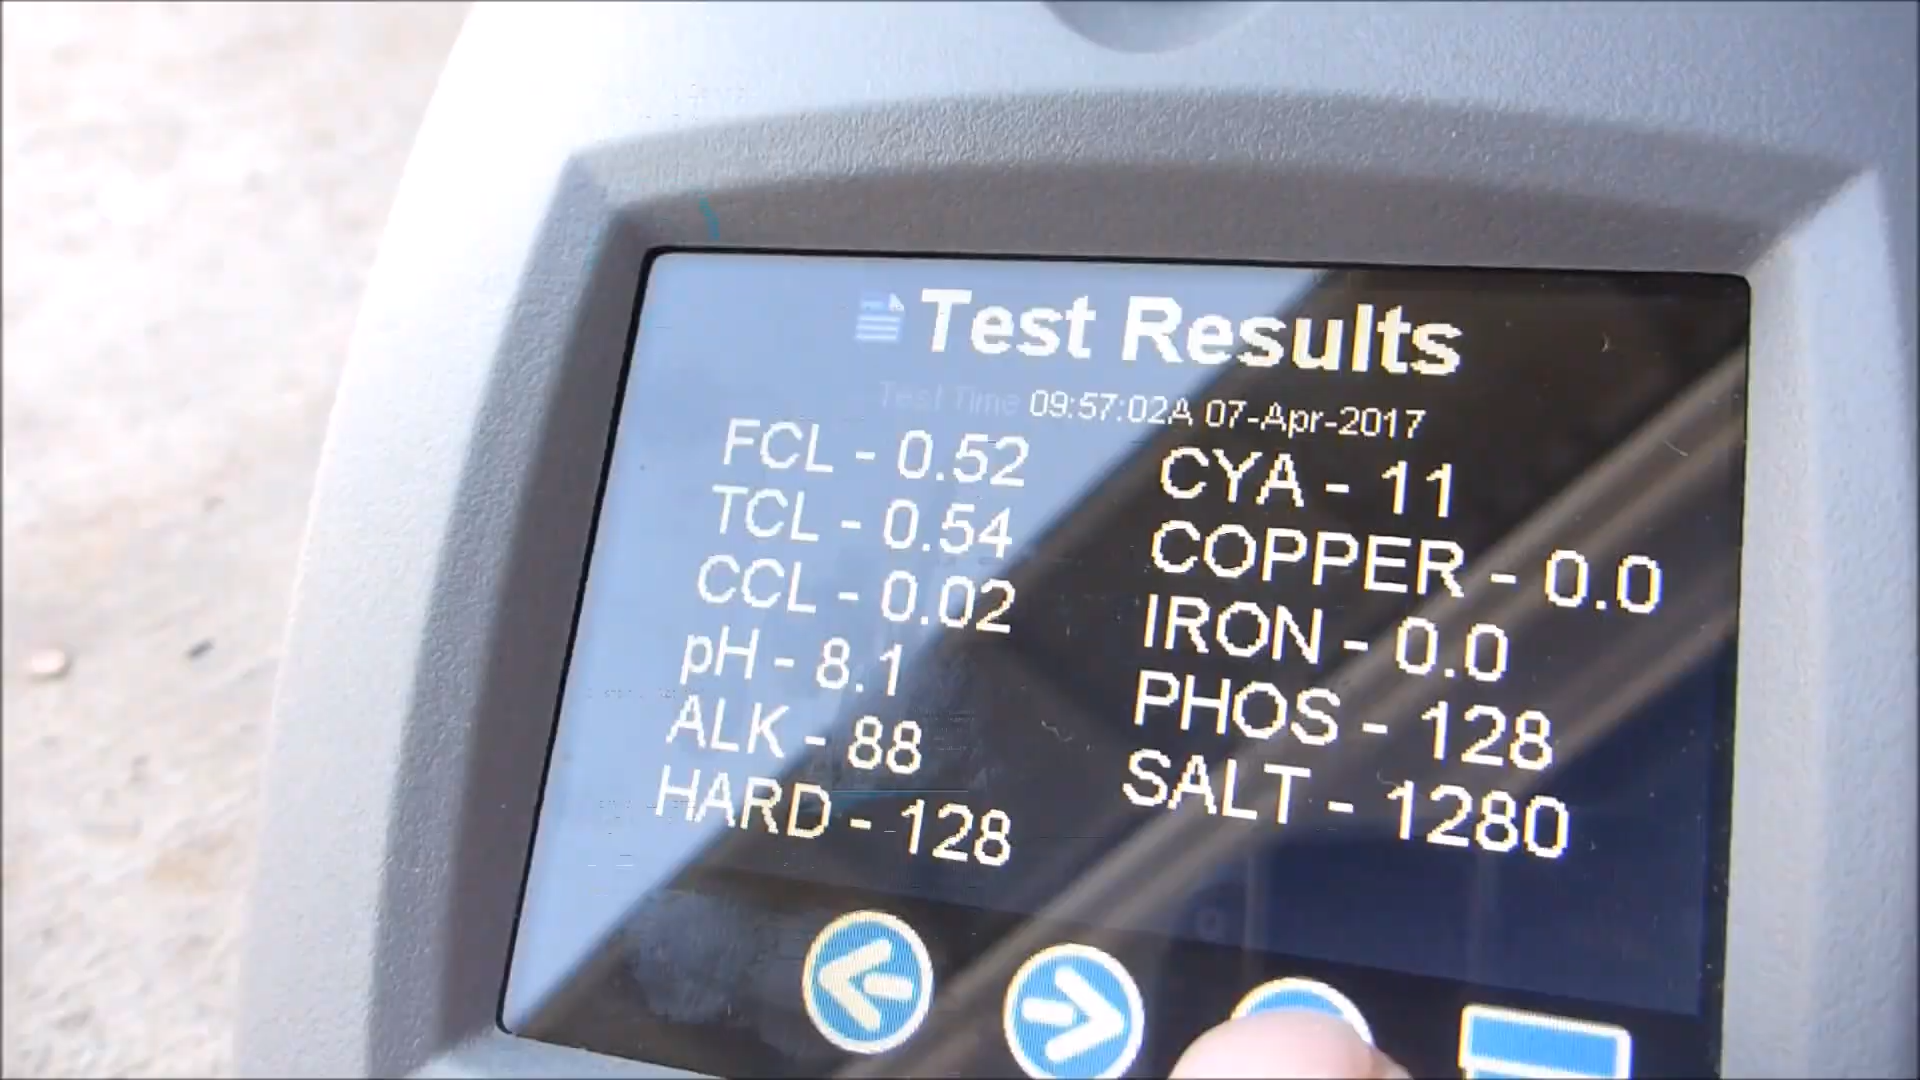 Test Results
Test Time 09:57:02A 07-Apr-2017
FCL - 0.52
TCL - 0.54
CCL - 0.02
pH - 8.1
ALK - 88
HARD - 128
CYA - 11
COPPER - 0.0
IRON - 0.0
PHOS - 128
SALT - 1280